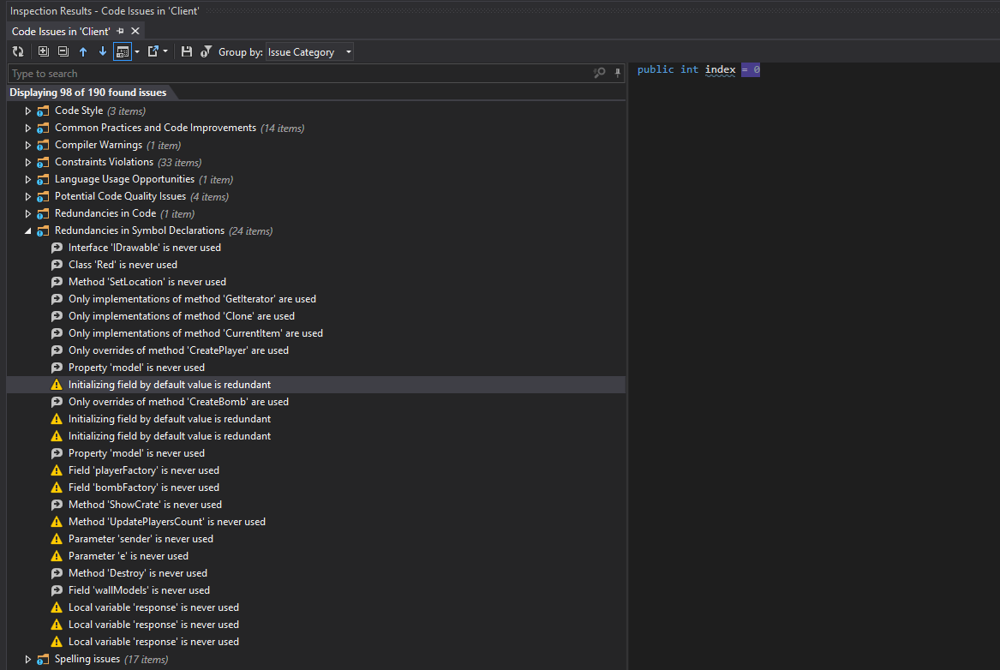 Inspection Results - Code Issues in 'Client'
Code Issues in 'Client'
Group by: Issue Category
Type to search
Displaying 98 of 190 found issues
public int index = 0
Code Style (3 items)
Common Practices and Code Improvements (14 items)
Compiler Warnings (1 item)
Constraints Violations (33 items)
Language Usage Opportunities (1 item)
Potential Code Quality Issues (4 items)
Redundancies in Code (1 item)
Redundancies in Symbol Declarations (24 items)
Interface 'IDrawable' is never used
Class 'Red' is never used
Method 'SetLocation' is never used
Only implementations of method 'GetIterator' are used
Only implementations of method 'Clone' are used
Only implementations of method 'CurrentItem' are used
Only overrides of method 'CreatePlayer' are used
Property 'model' is never used
Initializing field by default value is redundant
Only overrides of method 'CreateBomb' are used
Initializing field by default value is redundant
Initializing field by default value is redundant
Property 'model' is never used
Field 'playerFactory' is never used
Field 'bombFactory' is never used
Method 'ShowCrate' is never used
Method 'UpdatePlayersCount' is never used
Parameter 'sender' is never used
Parameter 'e' is never used
Method 'Destroy' is never used
Field 'wallModels' is never used
Local variable 'response' is never used
Local variable 'response' is never used
Local variable 'response' is never used
Spelling issues (17 items)